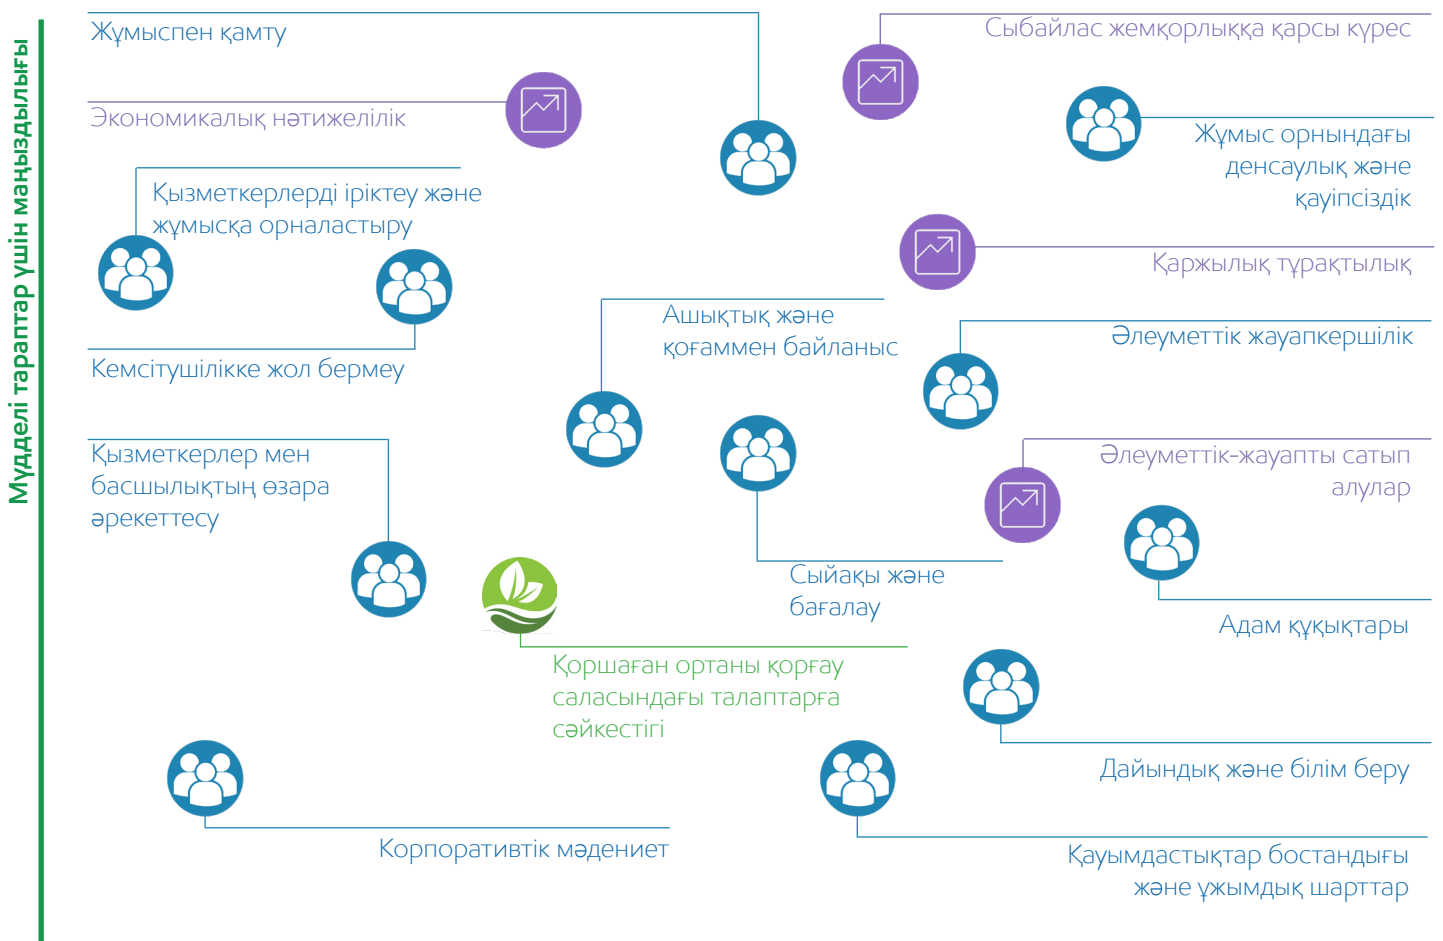 Мүдделі тараптар үшін маңыздылығы
Жұмыспен қамту
Сыбайлас жемқорлыққа қарсы күрес
Экономикалық нәтижелілік
Жұмыс орнындағы
денсаулық және
қауіпсіздік
Қызметкерлерді іріктеу және
жұмысқа орналастыру
Қаржылық тұрақтылық
Ашықтық және
қоғаммен байланыс
Әлеуметтік жауапкершілік
Кемсітушілікке жол бермеу
Қызметкерлер мен
басшылықтың өзара
әрекеттесу
Әлеуметтік-жауапты сатып
алулар
Сыйақы және
бағалау
Адам құқықтары
Қоршаған ортаны қорғау
саласындағы талаптарға
сәйкестігі
Дайындық және білім беру
Корпоративтік мәдениет
Қауымдастықтар бостандығы
және ұжымдық шарттар